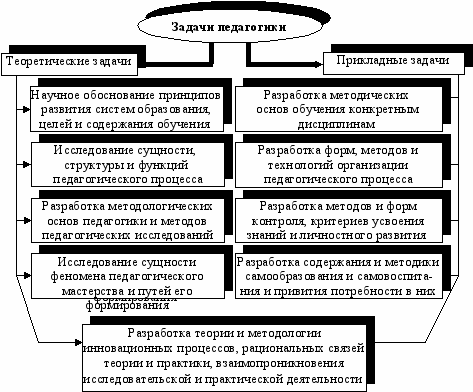 Задачи педагогики
Теоретические задачи
Прикладные задачи
Научное обоснование принципов
развития систем образования,
целей и содержания обучения
Исследование сущности,
структуры и функций
педагогического процесса
Разработка методологических
основ педагогики и методов
педагогических исследований
Исследование сущности
феномена педагогического
мастерства и путей его
формирования
формирования
Разработка методических
основ обучения конкретным
дисциплинам
Разработка форм, методов и
технологий организации
педагогического процесса
Разработка методов и форм
контроля, критериев усвоения
знаний и личностного развития
Разработка содержания и методики
самообразования и самовоспита-
ния и привития потребности в них
Разработка теории и методологии
инновационных процессов, рациональных связей
теории и практики, взаимопроникновения
исследовательской и практической деятельности